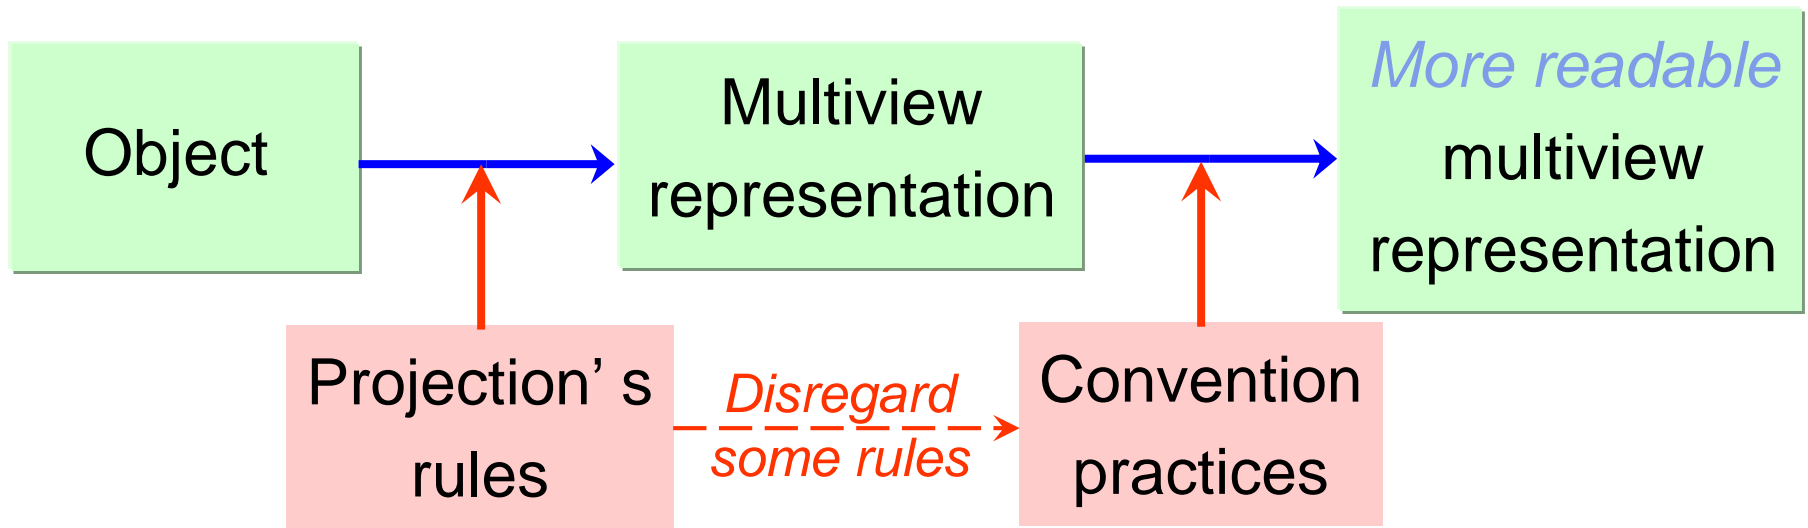 Object
Multiview
representation
More readable
multiview
representation
Projection’ s
rules
Disregard
some rules
Convention
practices